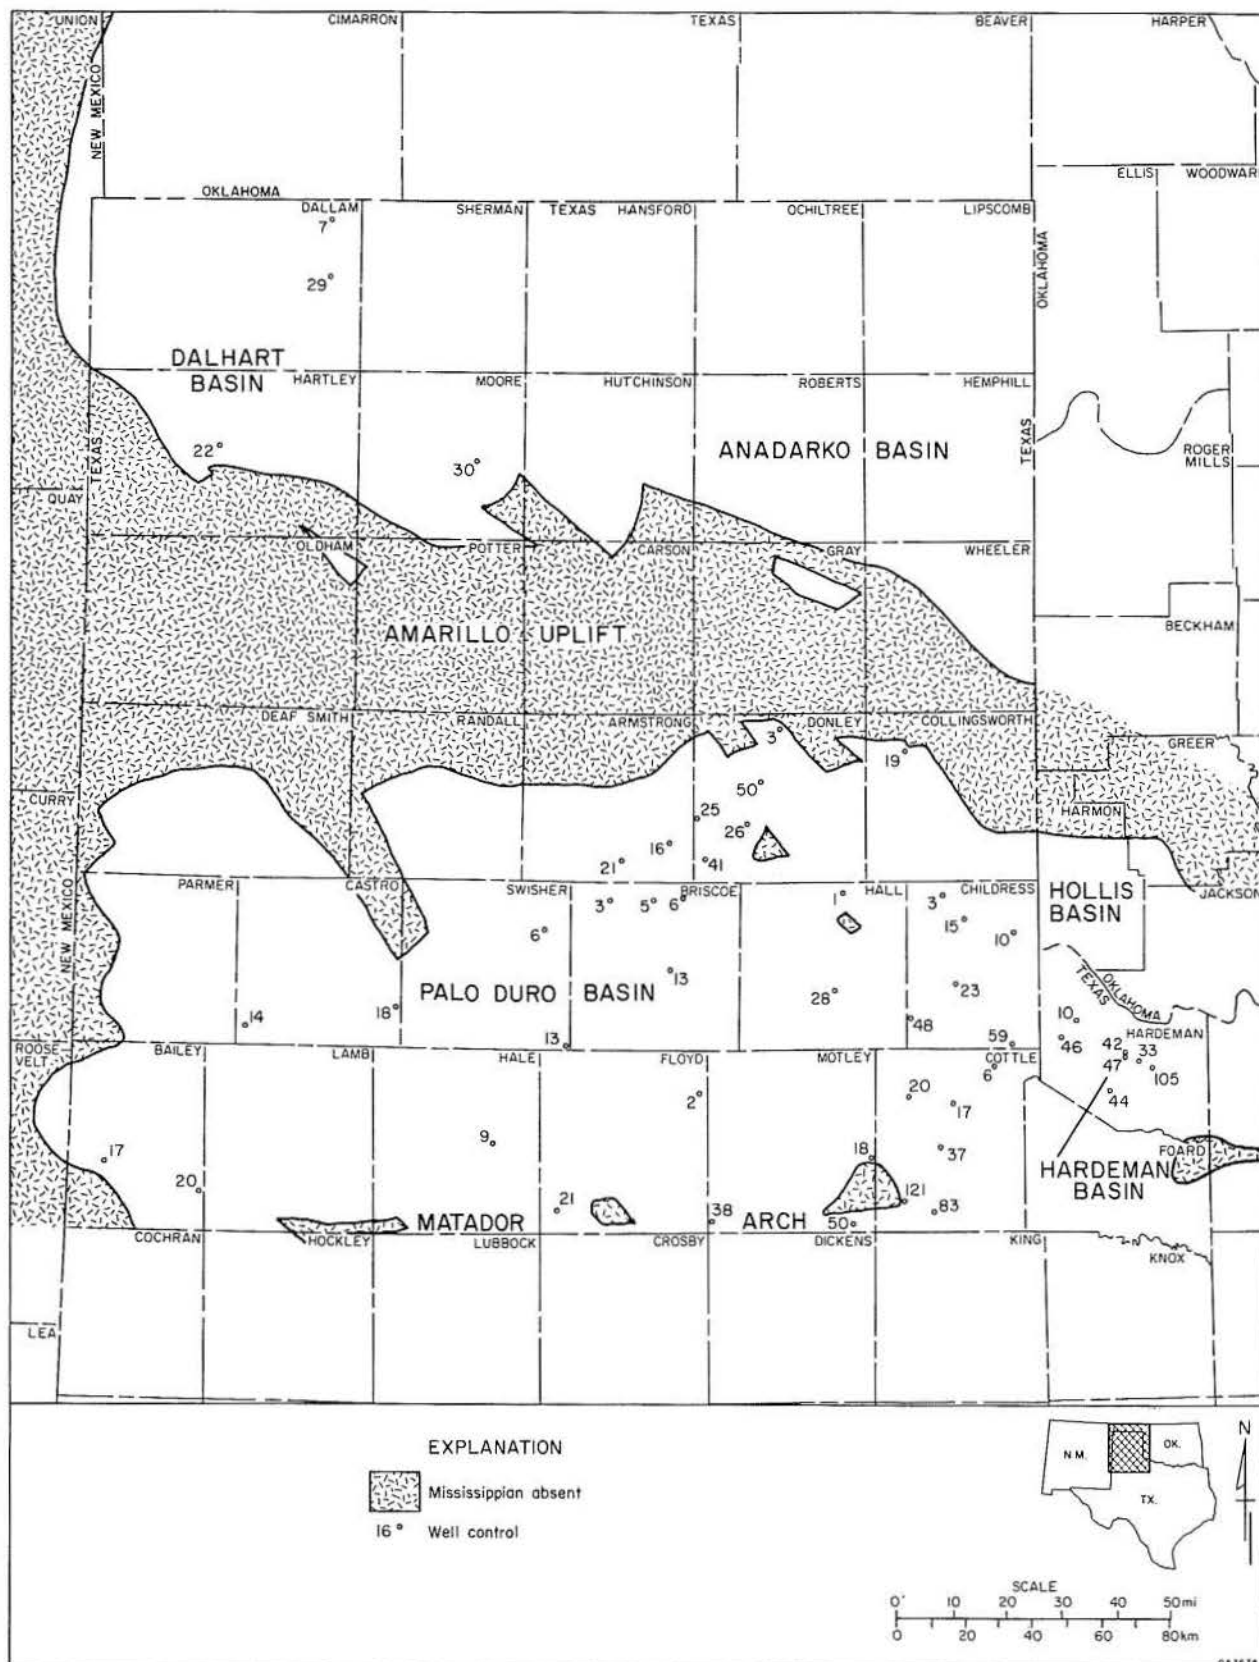 UNION CIMARRON TEXAS BEAVER HARPER
NEW MEXICO
ELLIS WOODWARD
OKLAHOMA
DALLAM SHERMAN TEXAS HANSFORD OCHILTREE LIPSCOMB
7
OKLAHOMA
29
DALHART
BASIN
HARTLEY MOORE HUTCHINSON ROBERTS HEMPHILL
TEXAS
22
30
ANADARKO BASIN
TEXAS
ROGER
MILLS
QUAY
OLDHAM POTTER CARSON GRAY WHEELER
BECKHAM
AMARILLO UPLIFT
DEAF SMITH RANDALL ARMSTRONG DONLEY COLLINGSWORTH
3
19
GREER
50
CURRY
25
26
HARMON
16
21
41
PARMER CASTRO SWISHER BRISCOE HALL CHILDRESS
HOLLIS
BASIN
JACKSON
3 5 6 1 3
15
6
10
NEW MEXICO
13
PALO DURO BASIN
28
23
TEXAS
OKLAHOMA
14
18
48
10
HARDEMAN
13
59
46
42
33
47
105
ROOSE
VELT
BAILEY LAMB HALE FLOYD MOTLEY COTTLE
6
2
20
17
44
9
17
18
37
FOARD
HARDEMAN
BASIN
20
21
38
121
83
50
MATADOR ARCH
COCHRAN HOCKLEY LUBBOCK CROSBY DICKENS KING
KNOX
LEA
EXPLANATION
Mississippian absent
16 Well control
N.M. OK.
TX.
N
SCALE
0 10 20 30 40 50 mi
0 20 40 60 80 km